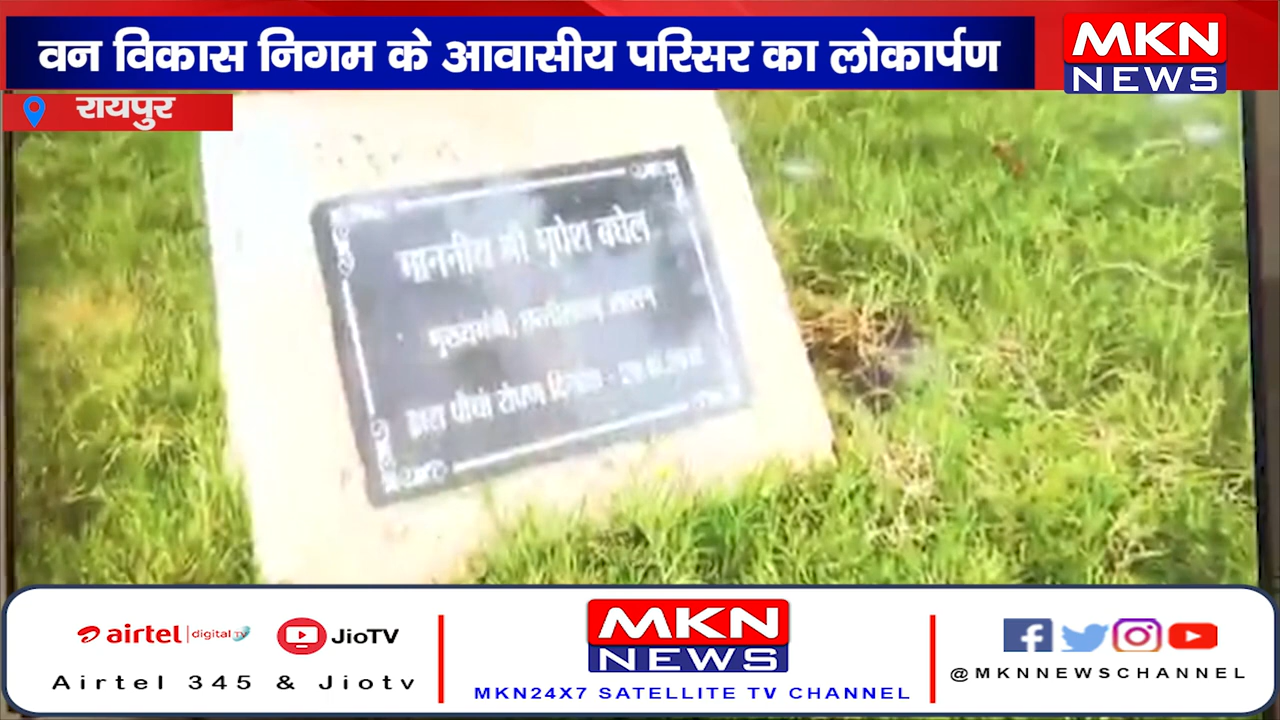 वन विकास निगम के आवासीय परिसर का लोकार्पण
MKN
NEWS
रायपुर
माननीय श्री भूपेश बघेल
मुख्यमंत्री, छत्तीसगढ़ शासन
द्वारा पौधा रोपण दिनांक -
airtel digital TV
JioTV
Airtel 345 & Jiotv
MKN
NEWS
MKN24X7 SATELLITE TV CHANNEL
@MKNNEWSCHANNEL